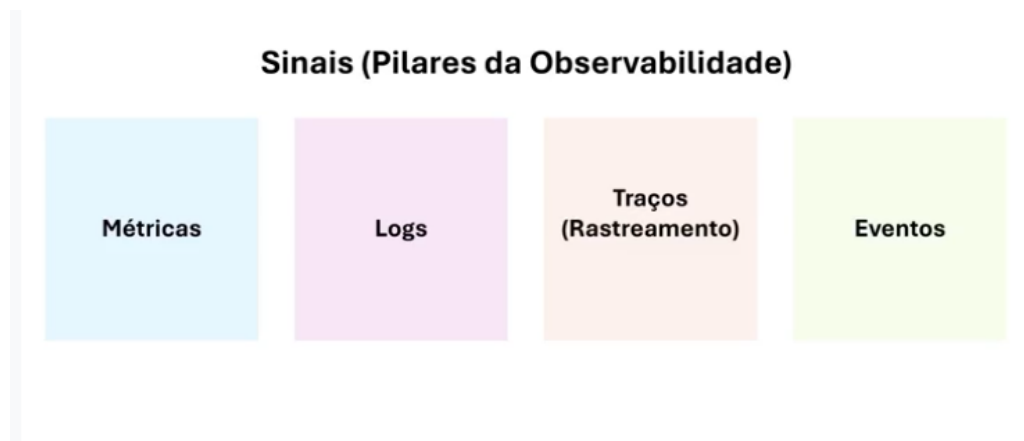 Sinais (Pilares da Observabilidade)
Métricas
Logs
Traços
(Rastreamento)
Eventos